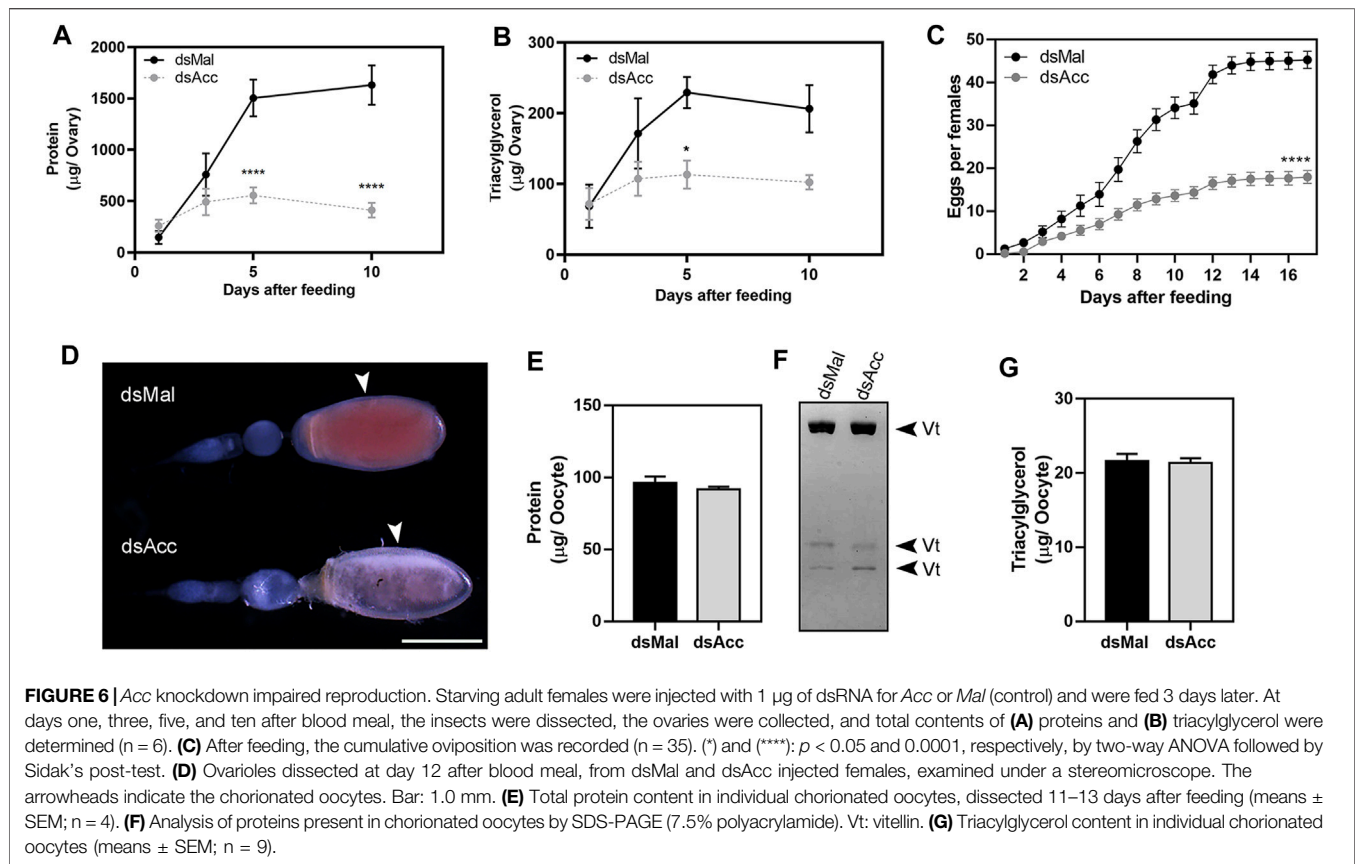 A
dsMal
dsAcc
2000
1500
1000
500
0
Protein
(µg/ Ovary)
****
****
0
5
10
Days after feeding
B
dsMal
dsAcc
300
200
100
0
Triacylglycerol
(µg/ Ovary)
*
0
5
10
Days after feeding
C
dsMal
dsAcc
50
40
30
20
10
0
Eggs per females
****
2 4 6 8 10 12 14 16
Days after feeding
D
dsMal
dsAcc
E
150
100
50
0
Protein
(µg/ Oocyte)
dsMal dsAcc
F
dsMal
dsAcc
Vt
Vt
Vt
G
30
20
10
0
Triacylglycerol
(µg/ Oocyte)
dsMal dsAcc
FIGURE 6 | Acc knockdown impaired reproduction. Starving adult females were injected with 1 µg of dsRNA for Acc or Mal (control) and were fed 3 days later. At
days one, three, five, and ten after blood meal, the insects were dissected, the ovaries were collected, and total contents of (A) proteins and (B) triacylglycerol were
determined (n = 6). (C) After feeding, the cumulative oviposition was recorded (n = 35). (*) and (****): p < 0.05 and 0.0001, respectively, by two-way ANOVA followed by
Sidak's post-test. (D) Ovarioles dissected at day 12 after blood meal, from dsMal and dsAcc injected females, examined under a stereomicroscope. The
arrowheads indicate the chorionated oocytes. Bar: 1.0 mm. (E) Total protein content in individual chorionated oocytes, dissected 11–13 days after feeding (means ±
SEM; n = 4). (F) Analysis of proteins present in chorionated oocytes by SDS-PAGE (7.5% polyacrylamide). Vt: vitellin. (G) Triacylglycerol content in individual chorionated
oocytes (means ± SEM; n = 9).